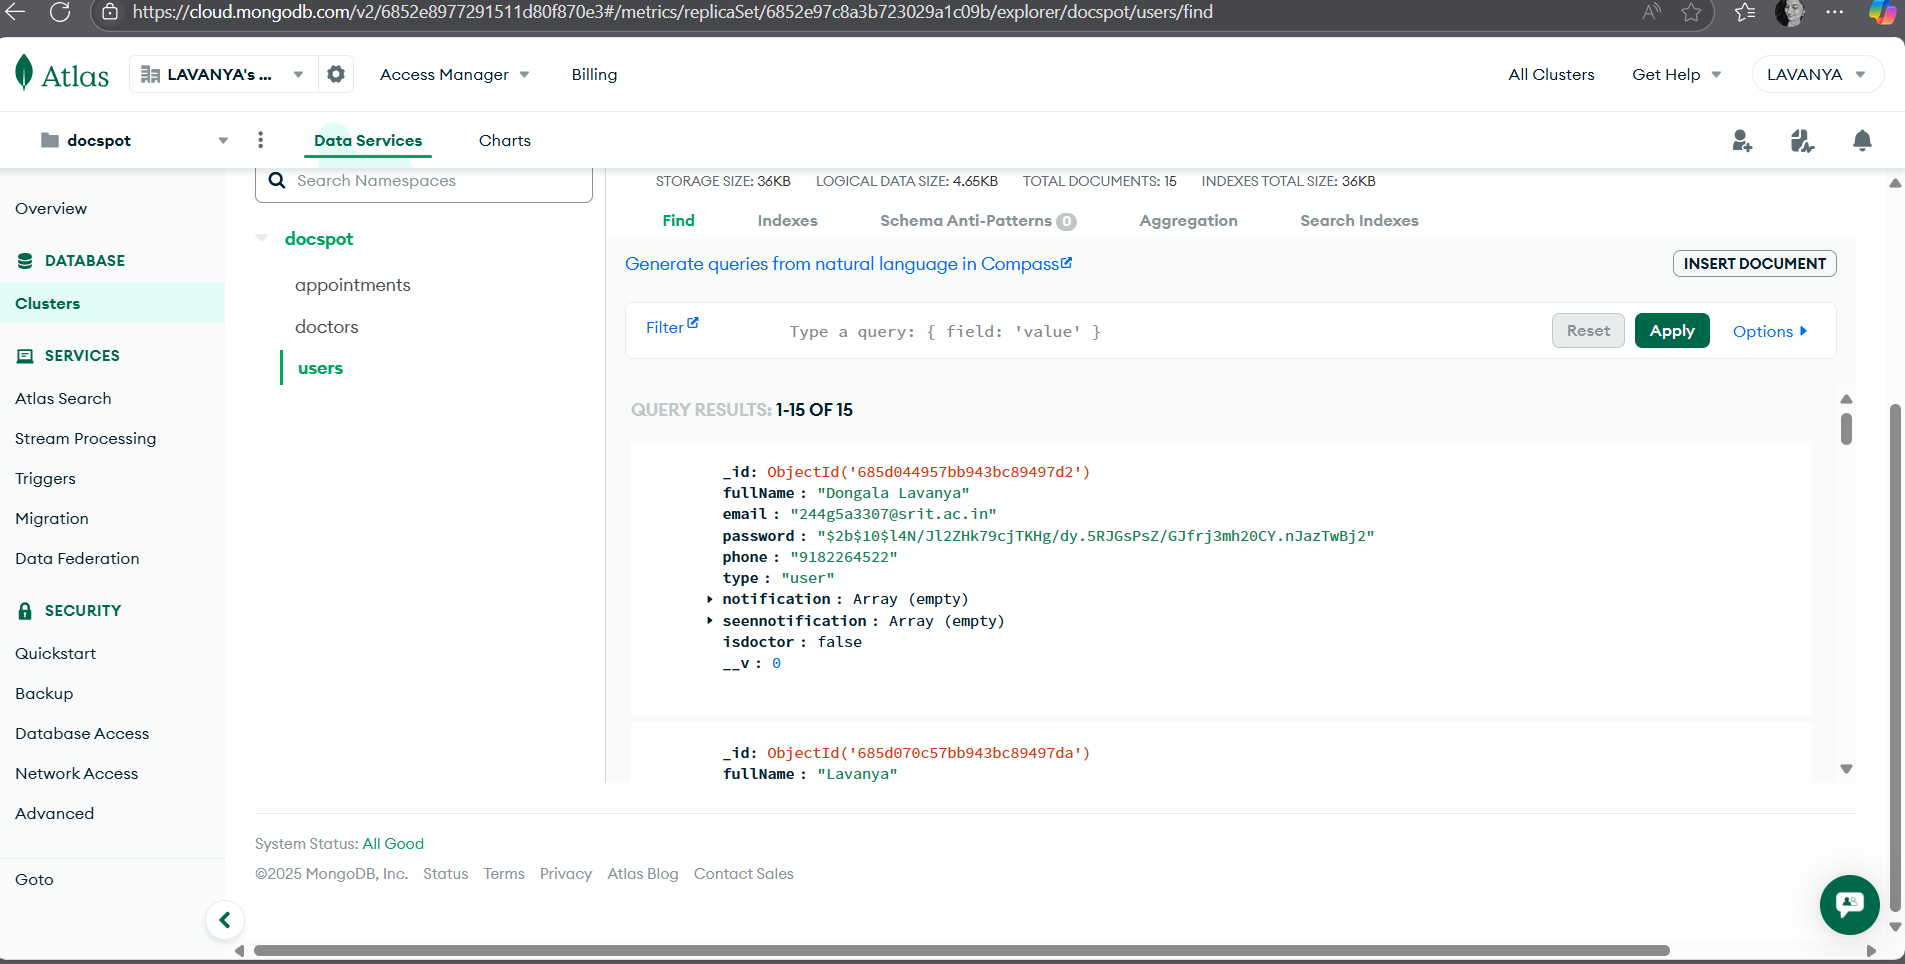 https://cloud.mongodb.com/v2/6852e8977291511d80f870e3#/metrics/replicaSet/6852e97c8a3b723029a1c09b/explorer/docspot/users/find
Atlas
LAVANYA's ...
Access Manager
Billing
All Clusters
Get Help
LAVANYA
docspot
Data Services
Charts
Overview
DATABASE
Clusters
SERVICES
Atlas Search
Stream Processing
Triggers
Migration
Data Federation
SECURITY
Quickstart
Backup
Database Access
Network Access
Advanced
Goto
Search Namespaces
docspot
appointments
doctors
users
STORAGE SIZE: 36KB LOGICAL DATA SIZE: 4.65KB TOTAL DOCUMENTS: 15 INDEXES TOTAL SIZE: 36KB
Find Indexes Schema Anti-Patterns 0 Aggregation Search Indexes
Generate queries from natural language in Compass
INSERT DOCUMENT
Filter
Type a query: { field: 'value' }
Reset
Apply
Options
QUERY RESULTS: 1-15 OF 15
_id: ObjectId('685d044957bb943bc89497d2')
fullName : "Dongala Lavanya"
email : "244g5a3307@srit.ac.in"
password : "$2b$10$l4N/Jl2ZHk79cjTKHg/dy.5RJGsPsZ/GJfrj3mh20CY.nJazTwBj2"
phone : "9182264522"
type : "user"
notification : Array (empty)
seennotification : Array (empty)
isdoctor : false
__v : 0
_id: ObjectId('685d070c57bb943bc89497da')
fullName : "Lavanya"
System Status: All Good
©2025 MongoDB, Inc. Status Terms Privacy Atlas Blog Contact Sales